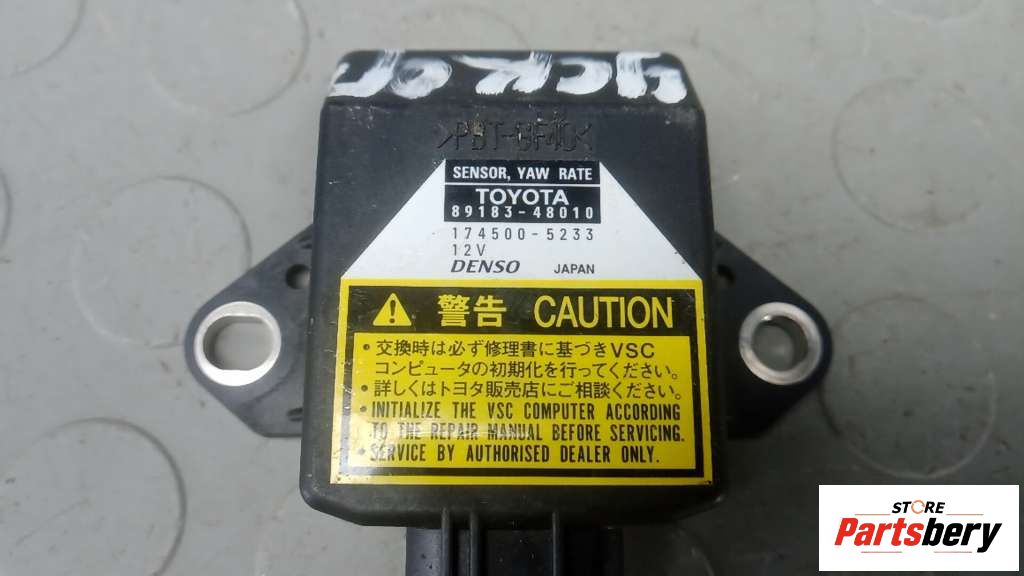 >PBT-GF40<
SENSOR, YAW RATE
TOYOTA
89183-48010
174500-5233
12V
DENSO JAPAN
警告 CAUTION
・交換時は必ず修理書に基づきVSC
コンピュータの初期化を行ってください。
・詳しくはトヨタ販売店にご相談ください。
・INITIALIZE THE VSC COMPUTER ACCORDING
TO THE REPAIR MANUAL BEFORE SERVICING.
・SERVICE BY AUTHORISED DEALER ONLY.
STORE
Partsbery